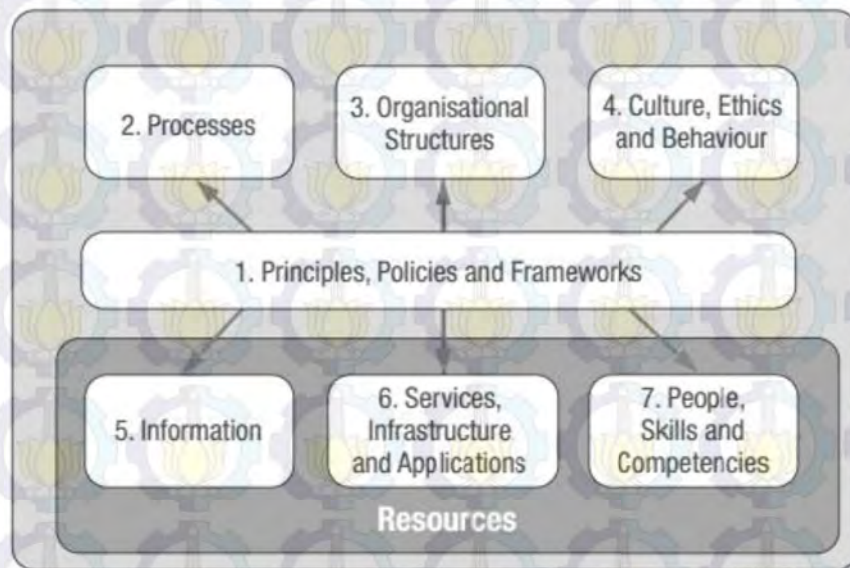 2. Processes
3. Organisational
Structures
4. Culture, Ethics
and Behaviour
1. Principles, Policies and Frameworks
5. Information
6. Services,
Infrastructure
and Applications
7. People,
Skills and
Competencies
Resources